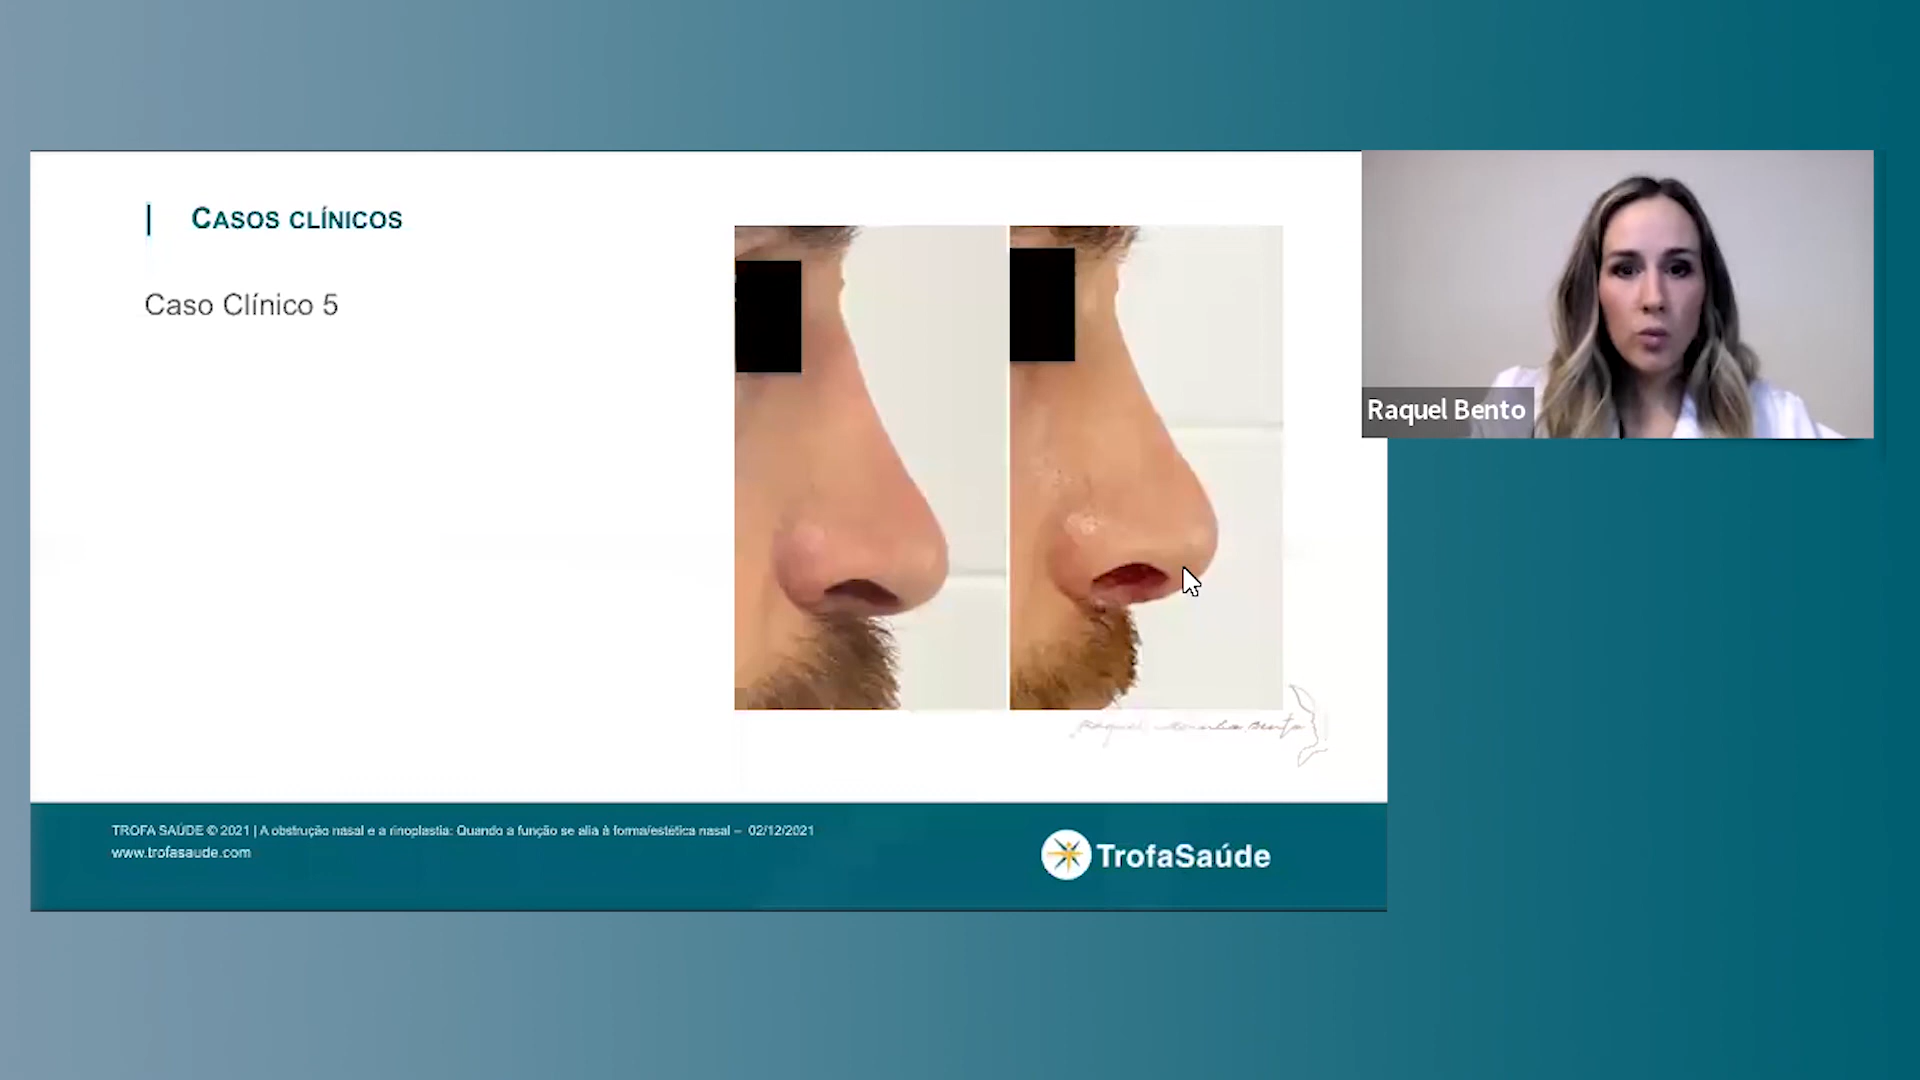 CASOS CLÍNICOS
Caso Clínico 5
Raquel Bento
TROFA SAÚDE © 2021 | A obstrução nasal e a rinoplastia: Quando a função se alia à forma/estética nasal – 02/12/2021
www.trofasaude.com
TrofaSaúde